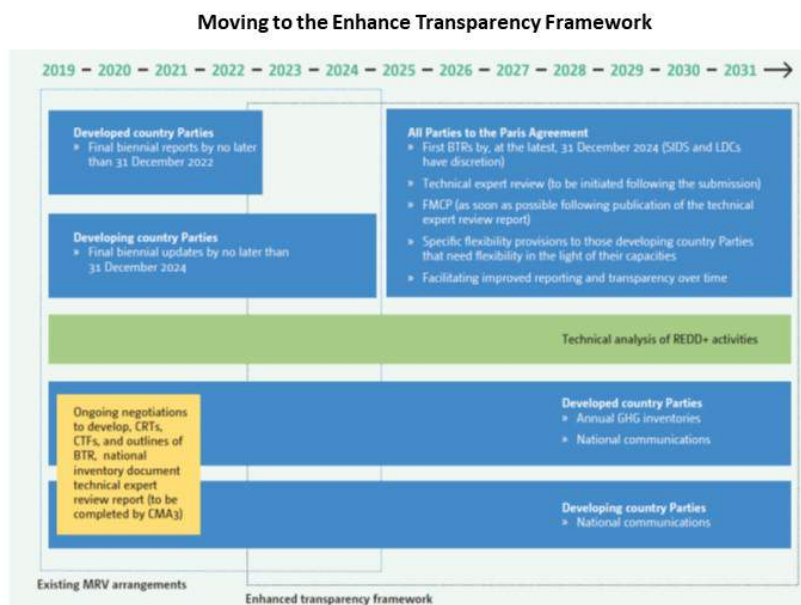 Moving to the Enhance Transparency Framework
2019 – 2020 – 2021 – 2022 – 2023 – 2024 – 2025 – 2026 – 2027 – 2028 – 2029 – 2030 – 2031 →
Developed country Parties
» Final biennial reports by no later
than 31 December 2022
All Parties to the Paris Agreement
» First BTRs by, at the latest, 31 December 2024 (SIDS and LDCs
have discretion)
» Technical expert review (to be initiated following the submission)
» FMCP (as soon as possible following publication of the technical
expert review report)
» Specific flexibility provisions to those developing country Parties
that need flexibility in the light of their capacities
» Facilitating improved reporting and transparency over time
Developing country Parties
» Final biennial updates by no later than
31 December 2024
Technical analysis of REDD+ activities
Ongoing negotiations
to develop, CRTs,
CTFs, and outlines of
BTR, national
inventory document
technical expert
review report (to be
completed by CMA3)
Developed country Parties
» Annual GHG inventories
» National communications
Developing country Parties
» National communications
Existing MRV arrangements
Enhanced transparency framework